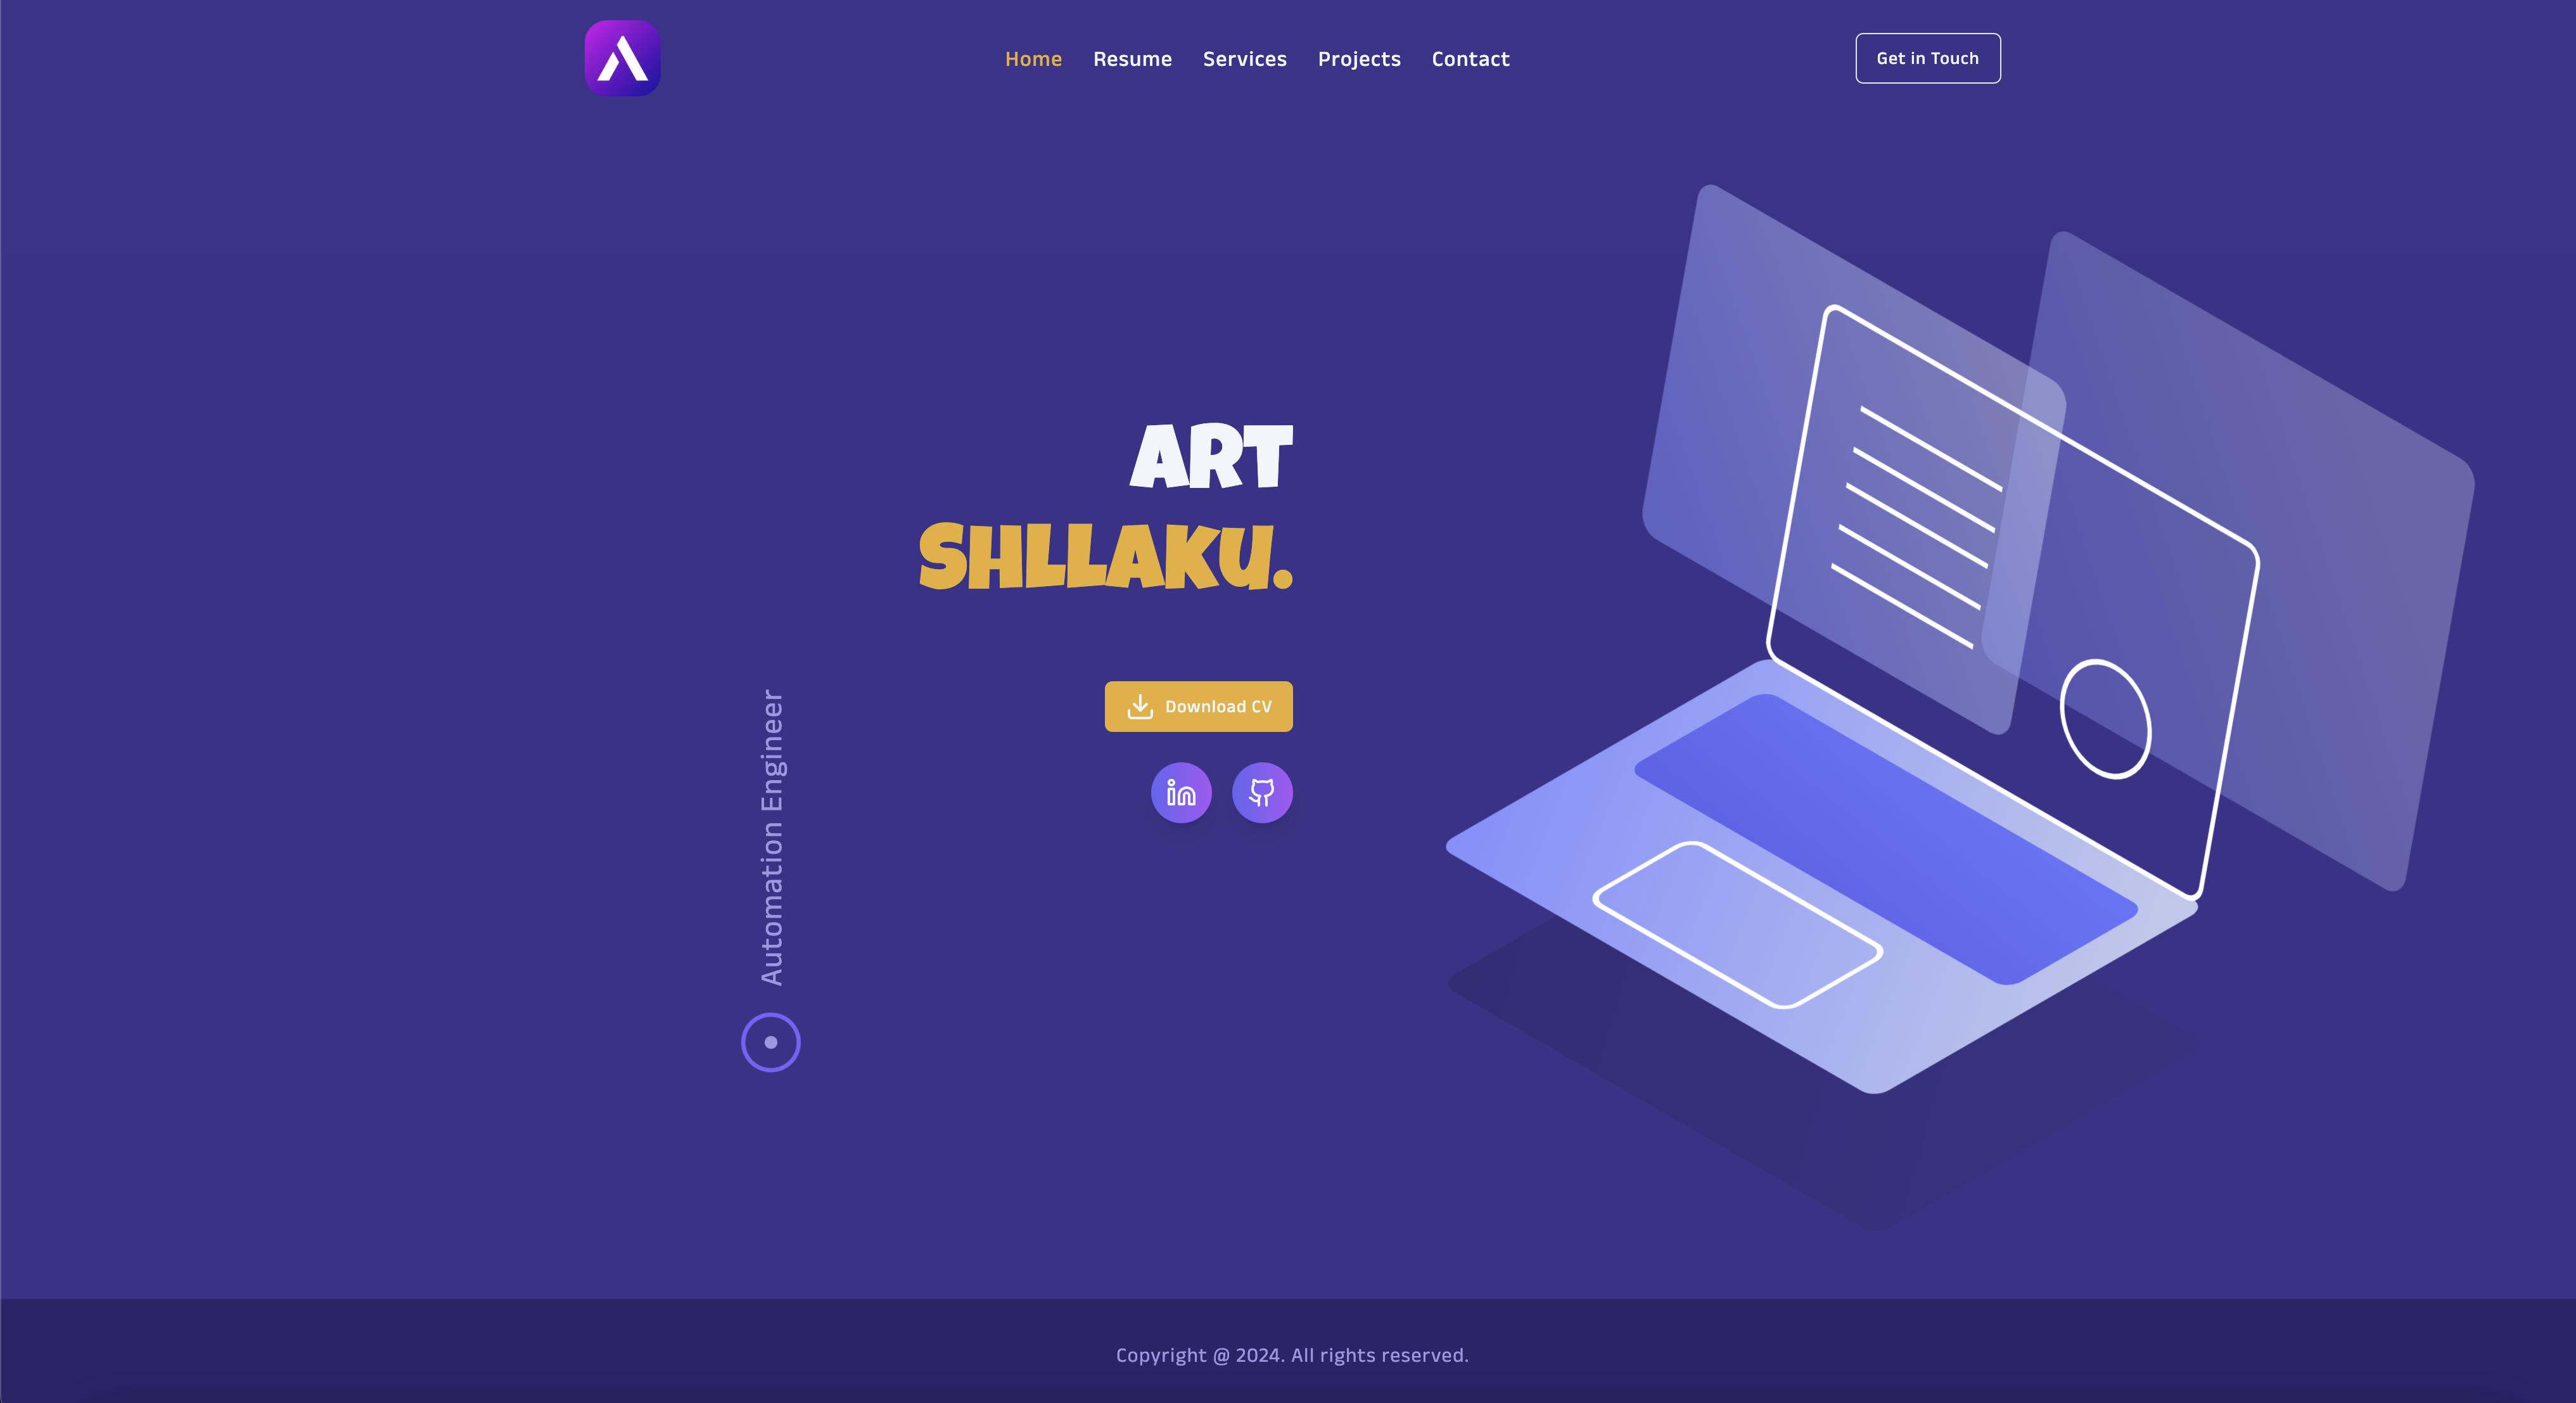 Home Resume Services Projects Contact
Get in Touch
ART
SHLLAKU.
Download CV
in
Automation Engineer
Copyright @ 2024. All rights reserved.